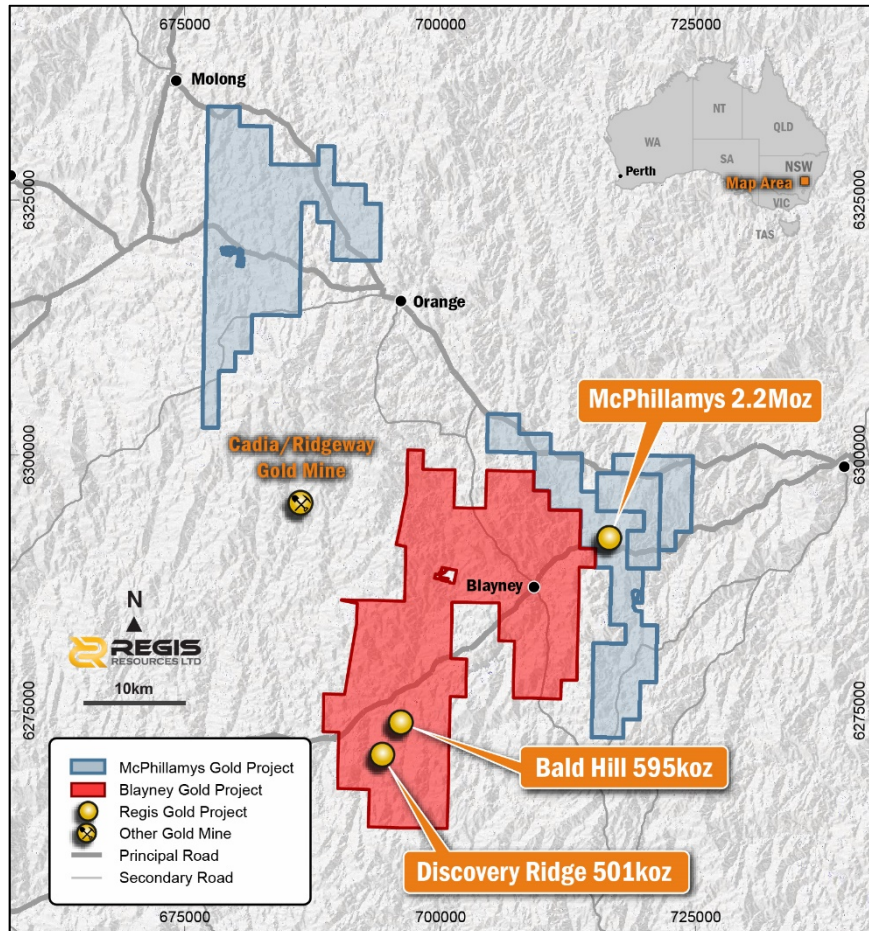 675000
700000
725000
Molong
NT
QLD
WA
SA
NSW
Perth
Map Area
VIC
TAS
6325000
6325000
Orange
McPhillamys 2.2Moz
6300000
6300000
Cadia/Ridgeway
Gold Mine
Blayney
N
REGIS
RESOURCES LTD
10km
6275000
6275000
McPhillamys Gold Project
Blayney Gold Project
Regis Gold Project
Other Gold Mine
Principal Road
Secondary Road
Bald Hill 595koz
Discovery Ridge 501koz
675000
700000
725000